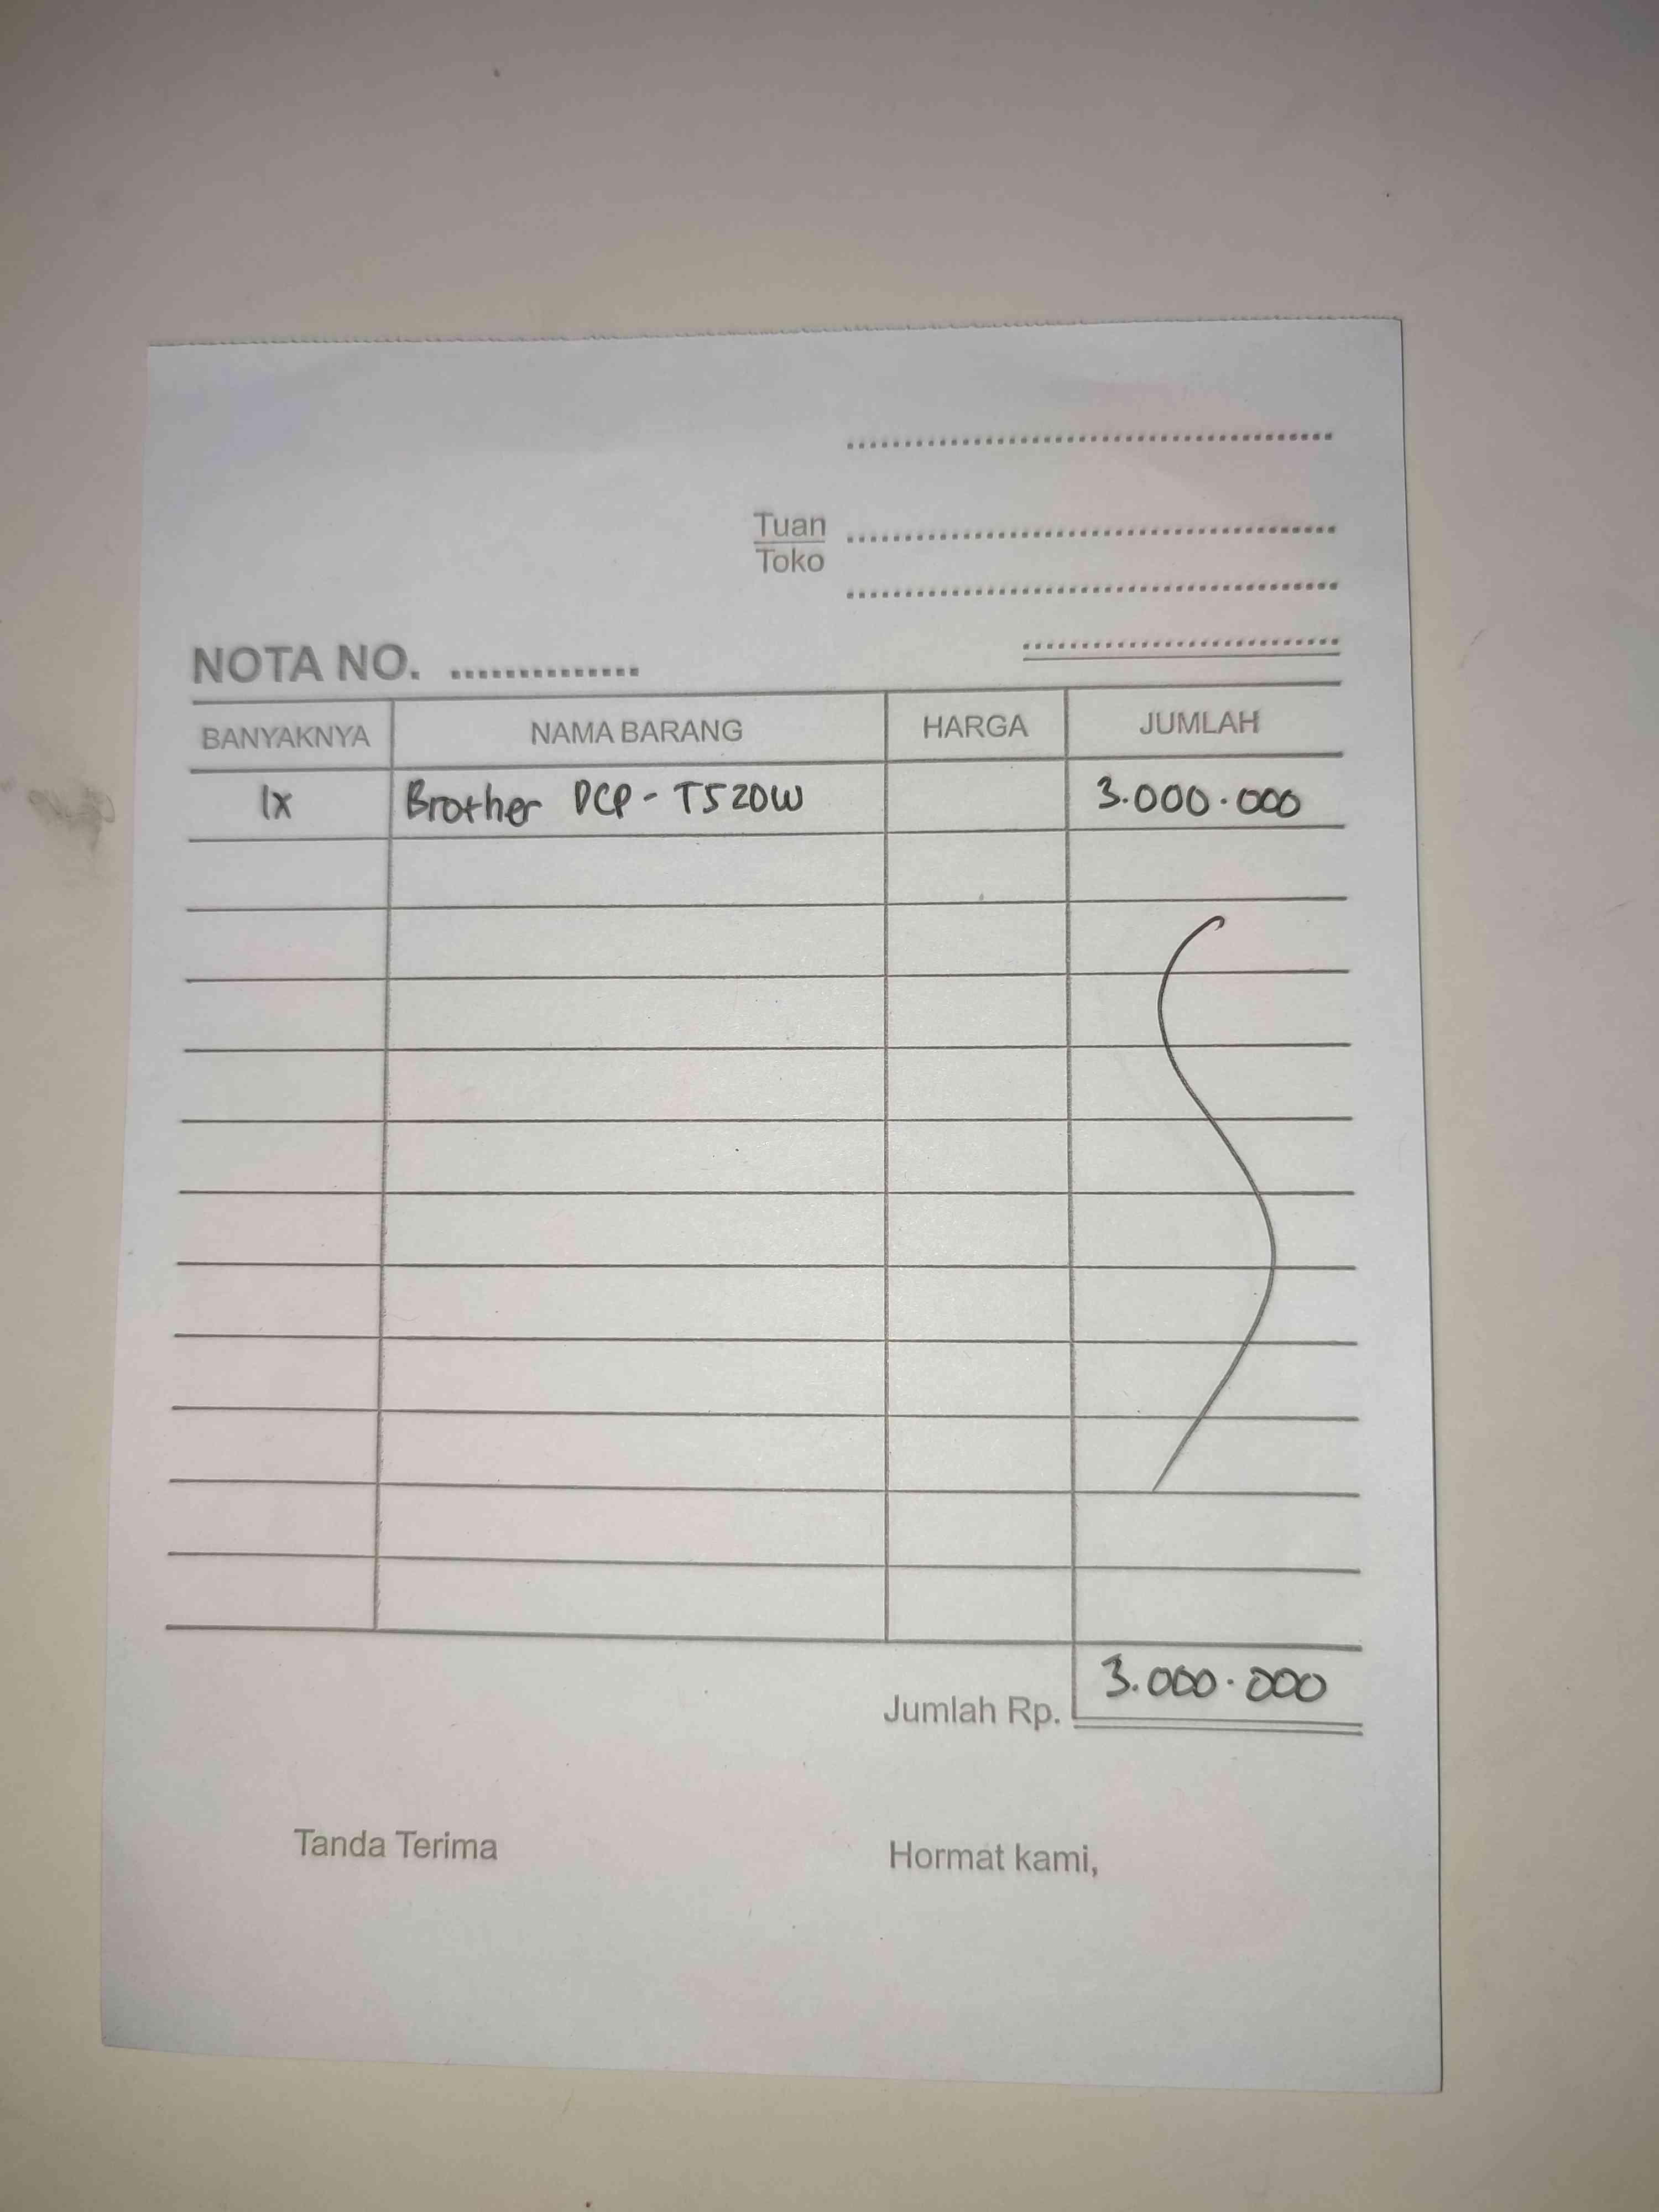 Tuan
Toko
NOTA NO. ..............
BANYAKNYA NAMA BARANG HARGA JUMLAH
1x Brother DCP - T520W 3.000.000
Jumlah Rp. 3.000.000
Tanda Terima Hormat kami,